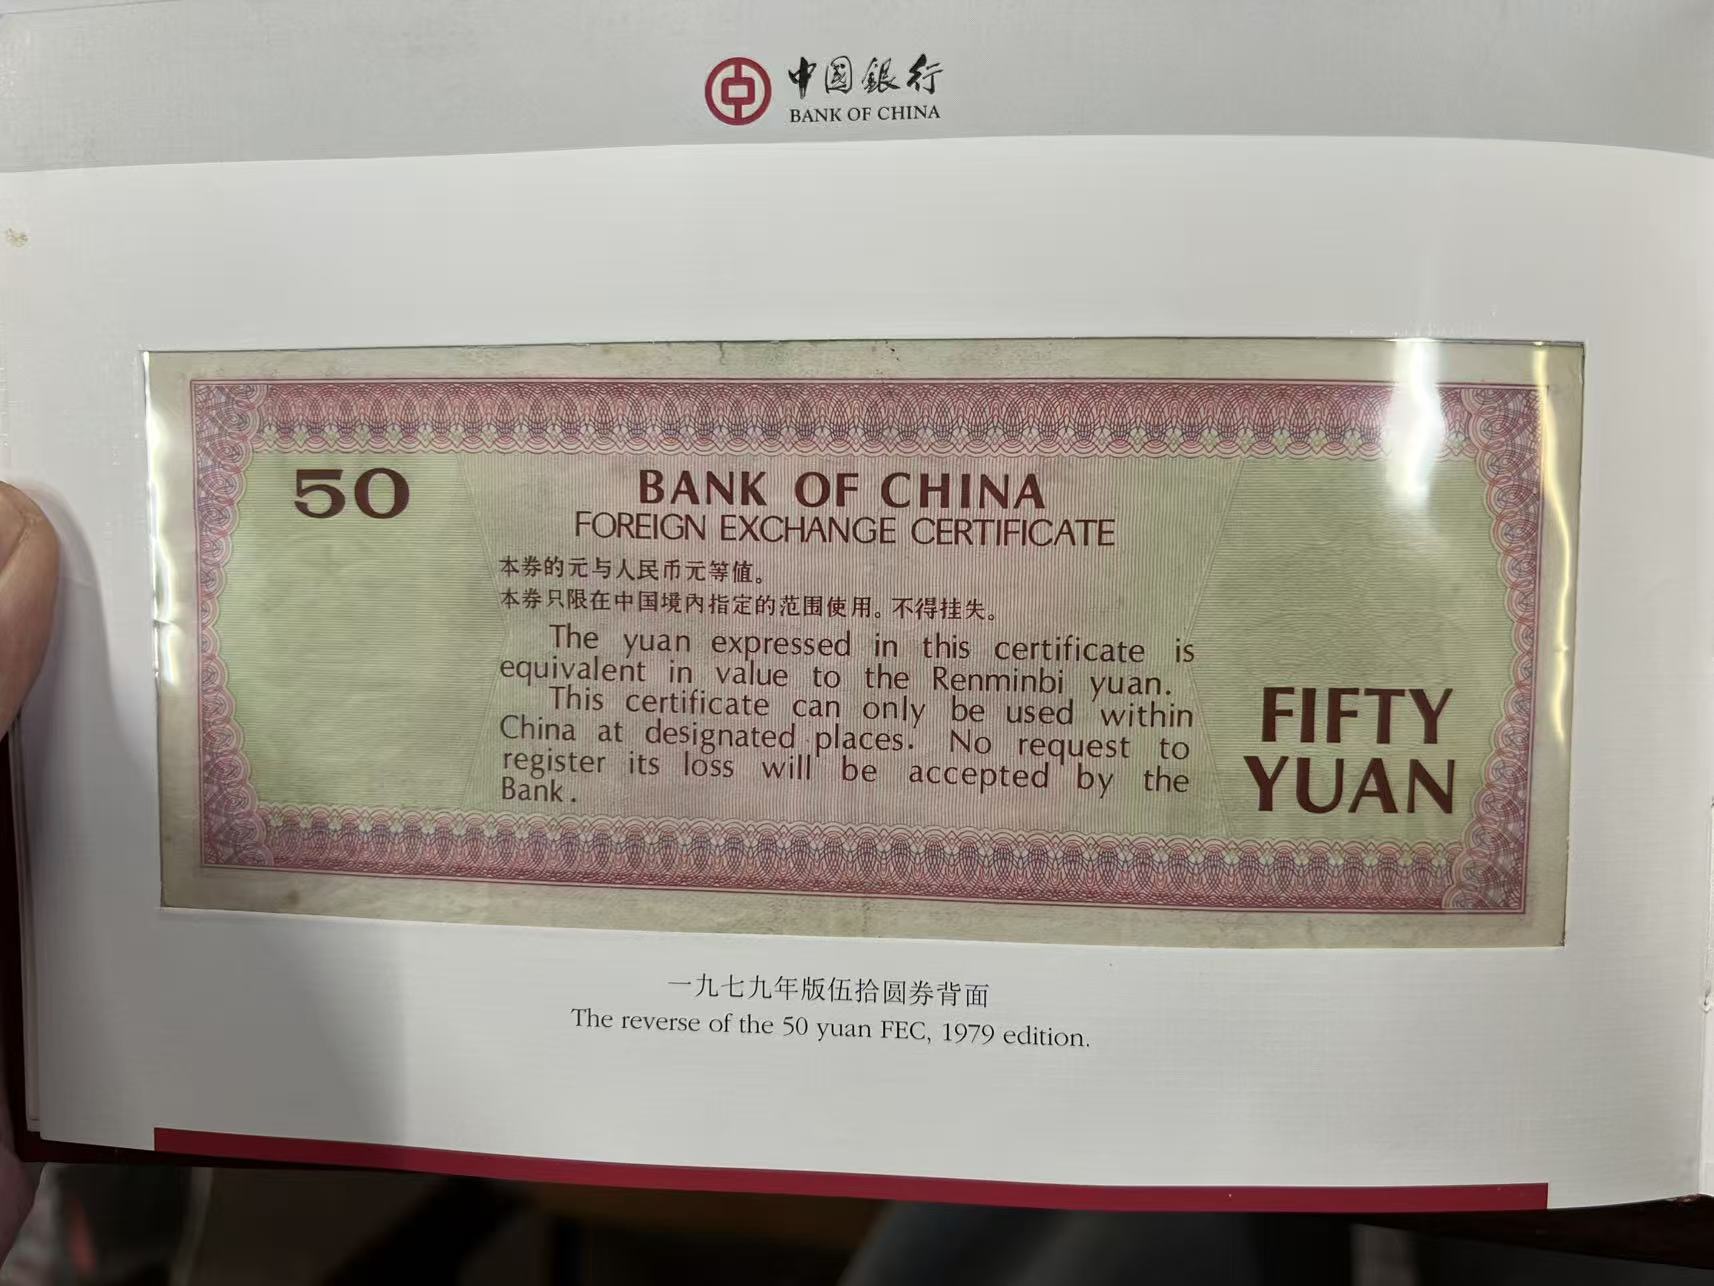 中国銀行
BANK OF CHINA
50
BANK OF CHINA
FOREIGN EXCHANGE CERTIFICATE
本券的元与人民币元等值。
本券只限在中国境内指定的范围使用。不得挂失。
The yuan expressed in this certificate is
equivalent in value to the Renminbi yuan.
This certificate can only be used within
China at designated places. No request to
register its loss will be accepted by the
Bank.
FIFTY
YUAN
一九七九年版伍拾圆券背面
The reverse of the 50 yuan FEC, 1979 edition.